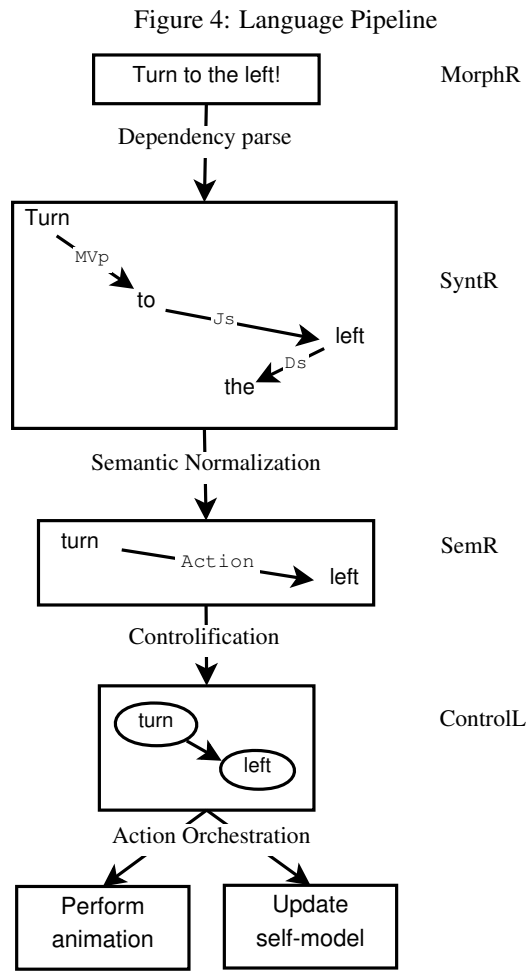 Figure 4: Language Pipeline
Turn to the left!
MorphR
Dependency parse
Turn
MVp
to
Js
left
Ds
the
SyntR
Semantic Normalization
turn
Action
left
SemR
Controlification
turn
left
ControlL
Action Orchestration
Perform
animation
Update
self-model